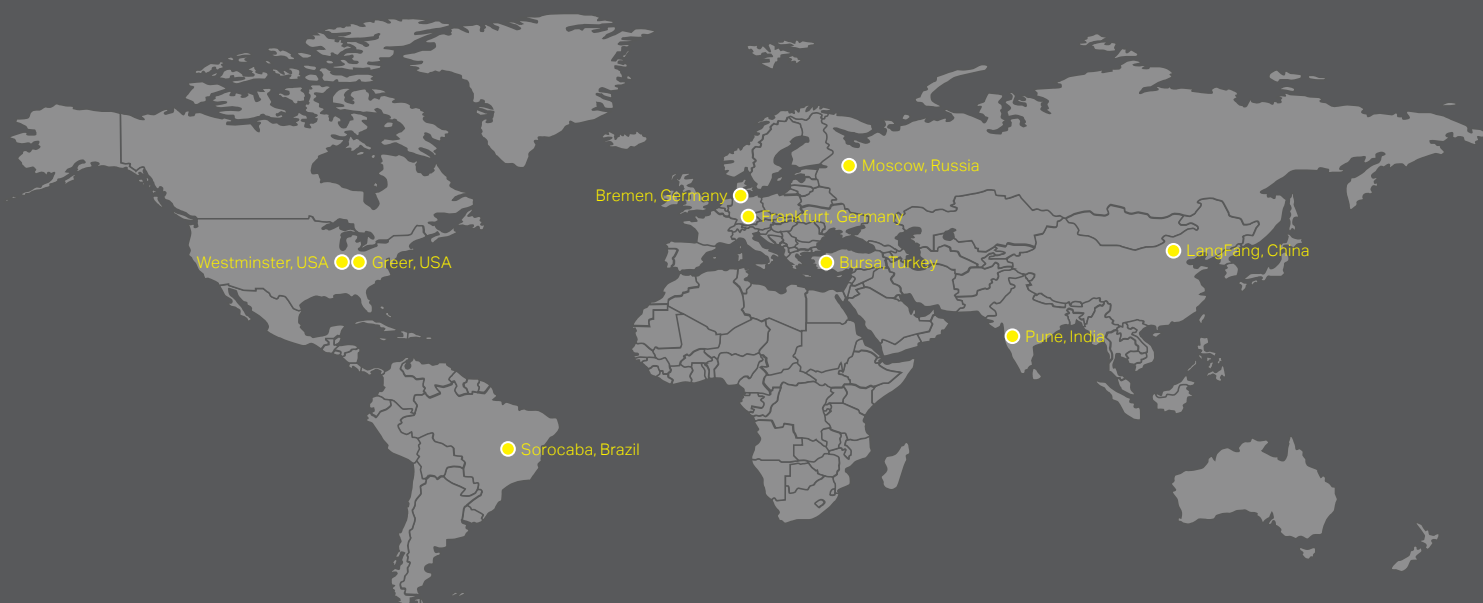 Moscow, Russia
Bremen, Germany
Frankfurt, Germany
LangFang, China
Westminster, USA
Greer, USA
Bursa, Turkey
Pune, India
Sorocaba, Brazil